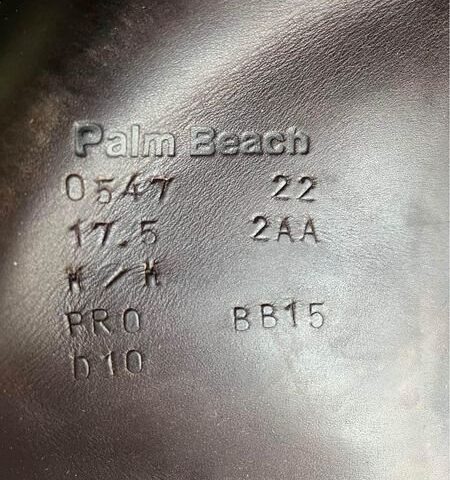 Palm Beach
0547 22
17.5 2AA
M/M
PRO BB15
D10